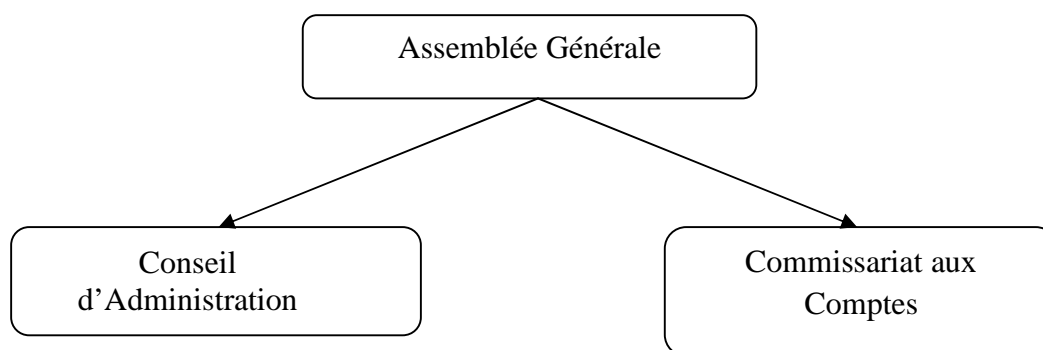 Assemblée Générale
Conseil
d’Administration
Commissariat aux
Comptes